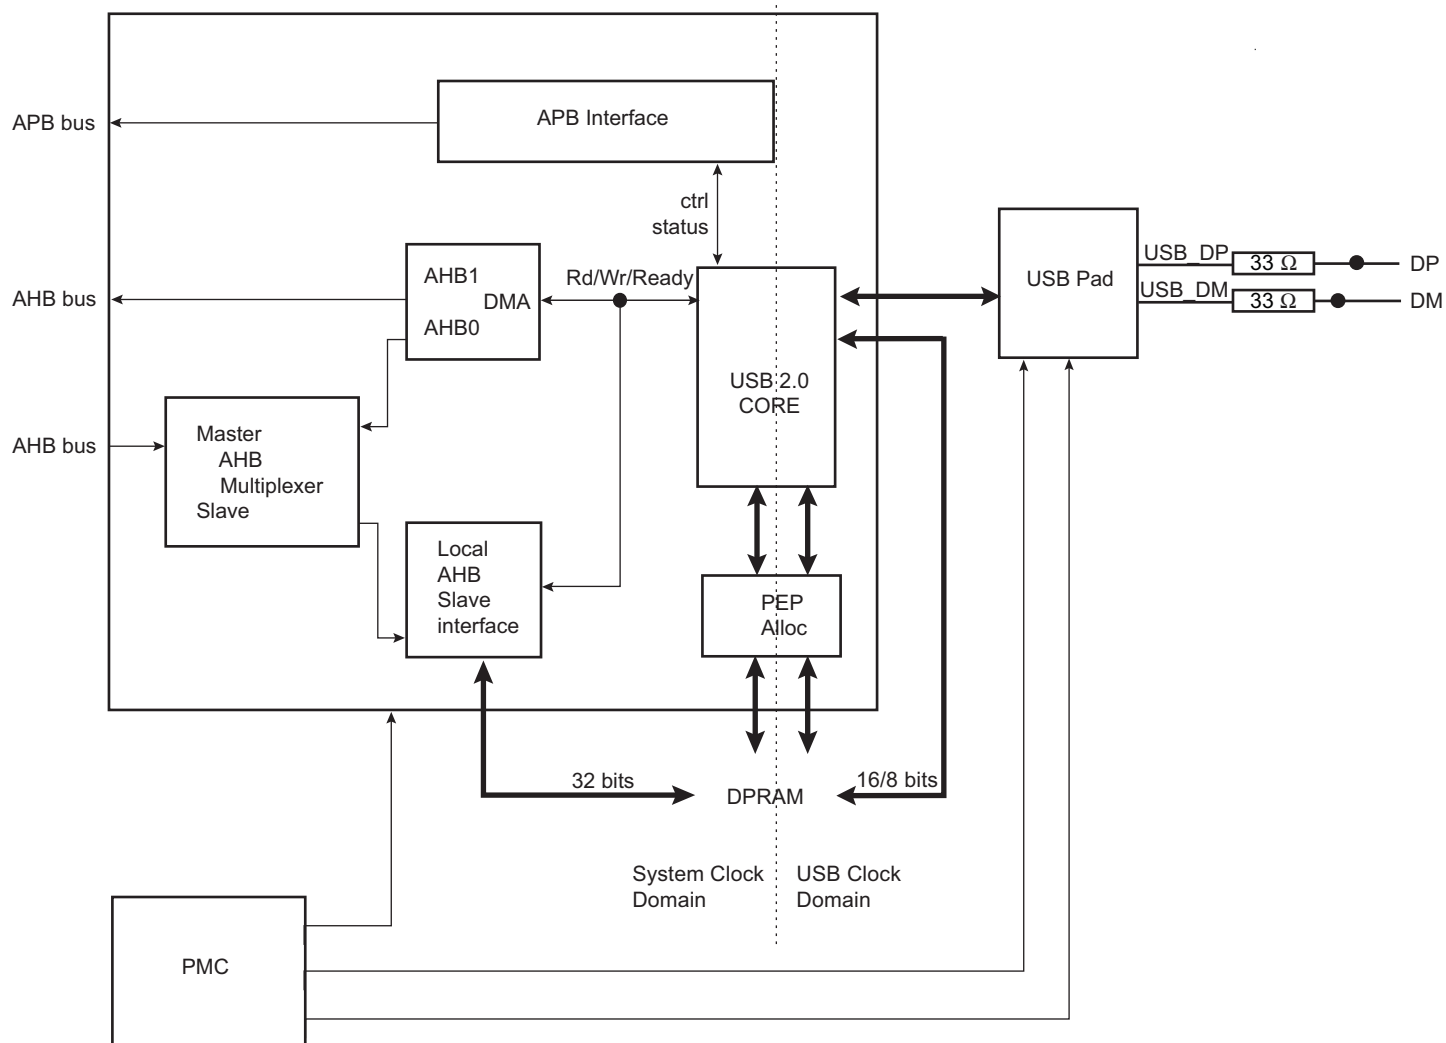 APB bus
APB Interface
ctrl
status
AHB1
DMA
AHB0
Rd/Wr/Ready
AHB bus
USB Pad
USB_DP
33 Ω
DP
USB_DM
33 Ω
DM
USB 2.0
CORE
AHB bus
Master
AHB
Multiplexer
Slave
Local
AHB
Slave
interface
PEP
Alloc
32 bits
DPRAM
16/8 bits
System Clock
Domain
USB Clock
Domain
PMC